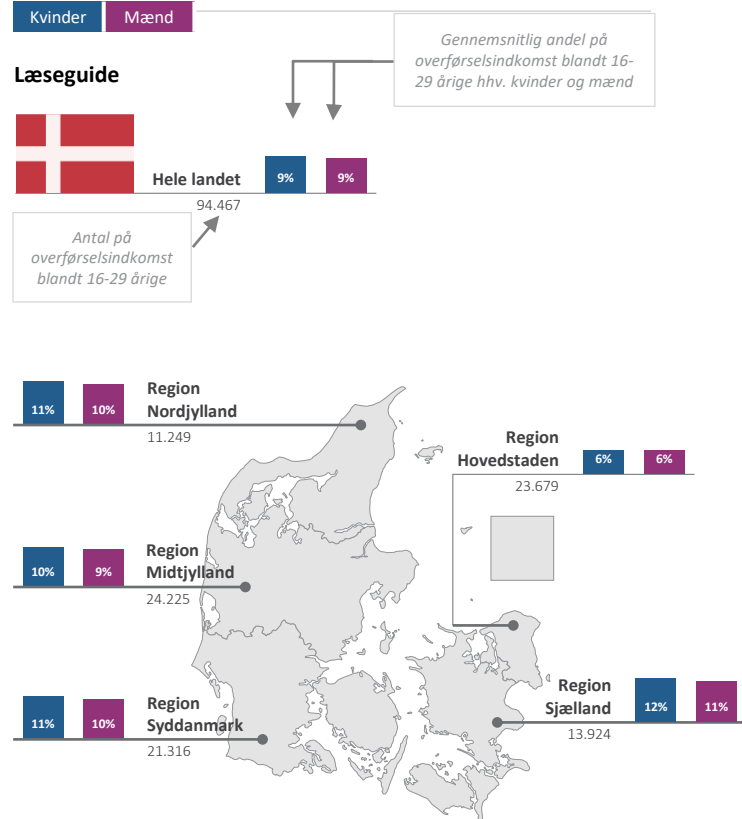 Kvinder
Mænd
Gennemsnitlig andel på
overførselsindkomst blandt 16-
29 årige hhv. kvinder og mænd
Læseguide
Hele landet
9%
9%
94.467
Antal på
overførselsindkomst
blandt 16-29 årige
11%
10%
Region
Nordjylland
11.249
Region
Hovedstaden
6%
6%
23.679
10%
9%
Region
Midtjylland
24.225
11%
10%
Region
Syddanmark
21.316
Region
Sjælland
12%
11%
13.924